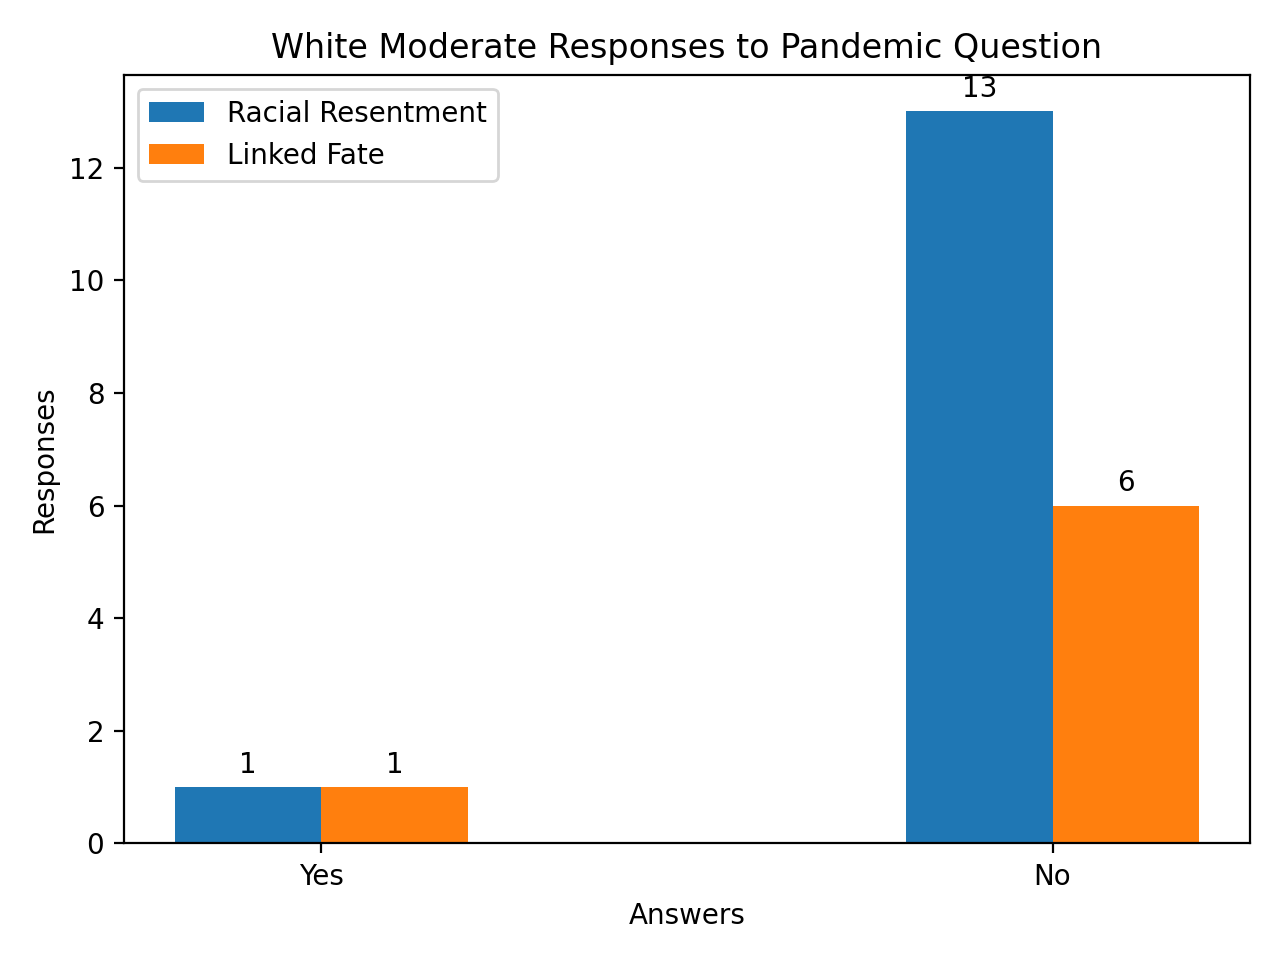 White Moderate Responses to Pandemic Question
Racial Resentment
Linked Fate
13
12
10
8
6
4
2
0
Responses
1
1
6
Yes
No
Answers